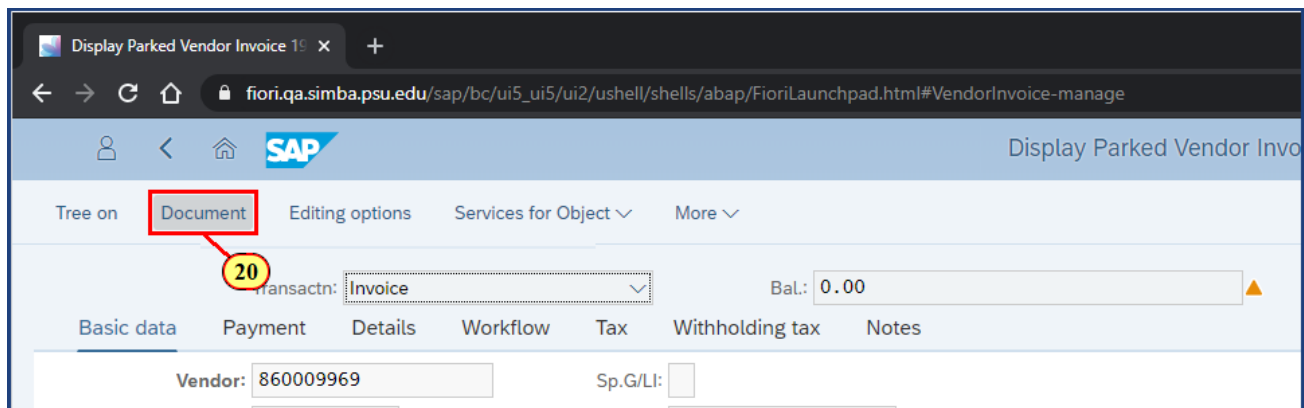 Display Parked Vendor Invoice 19
fiori.qa.simba.psu.edu/sap/bc/ui5_ui5/ui2/ushell/shells/abap/FioriLaunchpad.html#VendorInvoice-manage
SAP Display Parked Vendor Invo
Tree on Document Editing options Services for Object More
20
Transactn: Invoice Bal.: 0.00
Basic data Payment Details Workflow Tax Withholding tax Notes
Vendor: 860009969 Sp.G/LI: